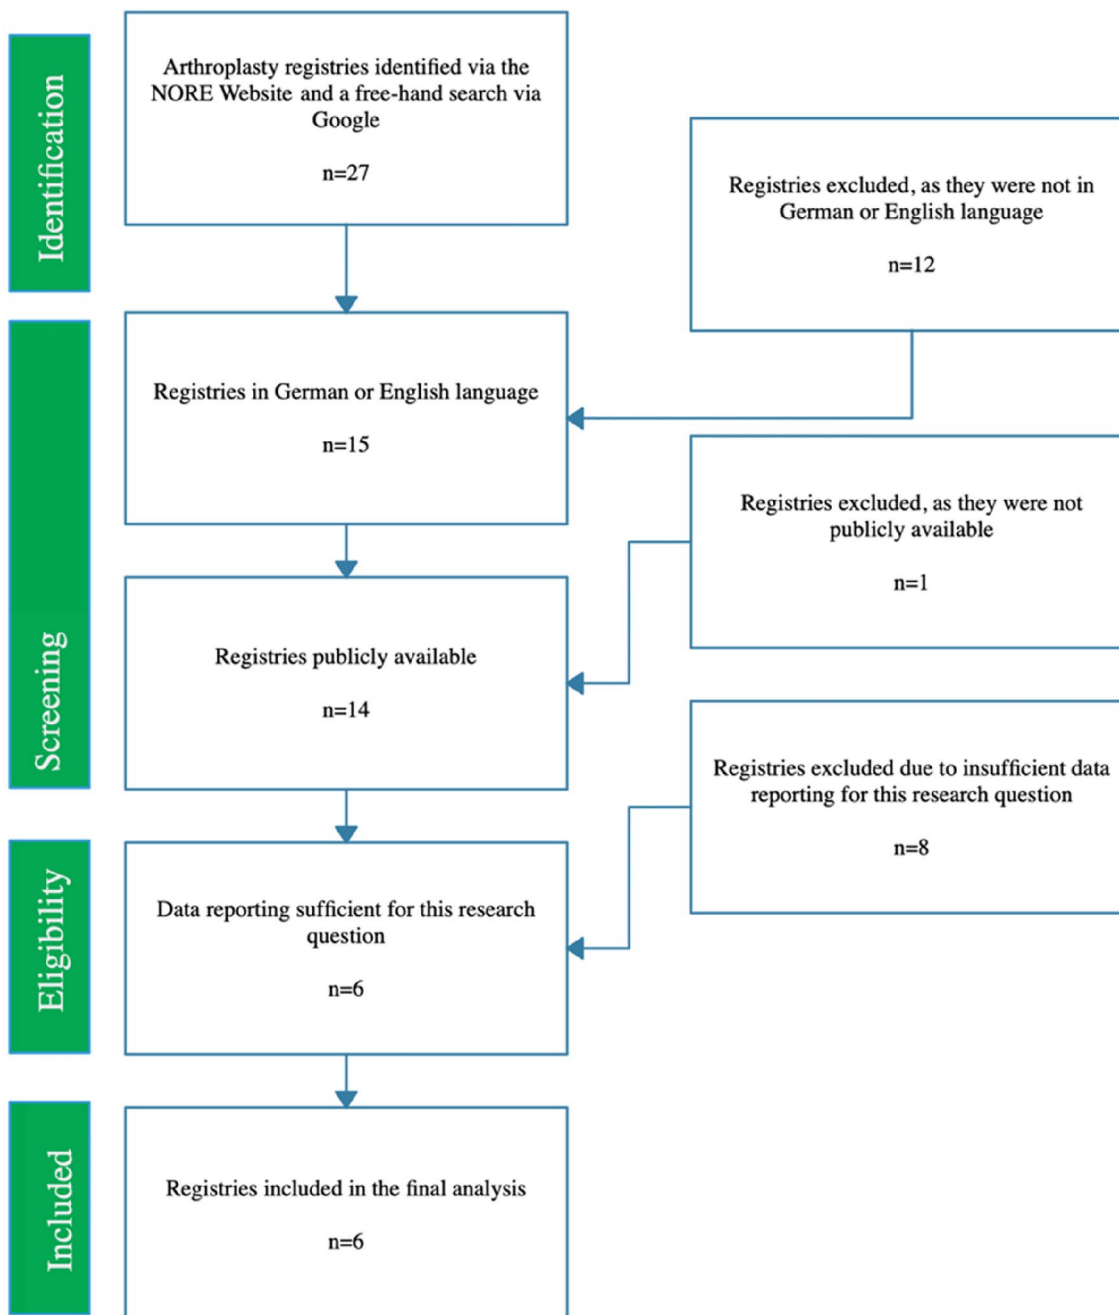 Identification
Arthroplasty registries identified via the
NORE Website and a free-hand search via
Google
n=27
Registries excluded, as they were not in
German or English language
n=12
Screening
Registries in German or English language
n=15
Registries excluded, as they were not
publicly available
n=1
Registries publicly available
n=14
Registries excluded due to insufficient data
reporting for this research question
n=8
Eligibility
Data reporting sufficient for this research
question
n=6
Included
Registries included in the final analysis
n=6